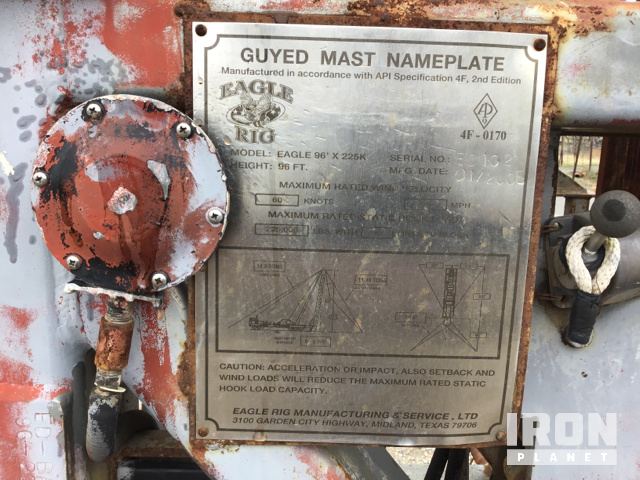 GUYED MAST NAMEPLATE
Manufactured in accordance with API Specification 4F, 2nd Edition
EAGLE
RIG
4F - 0170
MODEL: EAGLE 96' X 225K SERIAL NO.
HEIGHT: 96 FT. MFG. DATE:
MAXIMUM RATED WIND VELOCITY
60 KNOTS MPH
MAXIMUM RATED STATIC
LBS. WITH
CAUTION: ACCELERATION OR IMPACT, ALSO SETBACK AND
WIND LOADS WILL REDUCE THE MAXIMUM RATED STATIC
HOOK LOAD CAPACITY.
EAGLE RIG MANUFACTURING & SERVICE, LTD
3100 GARDEN CITY HIGHWAY, MIDLAND, TEXAS 79706
IRON
PLANET